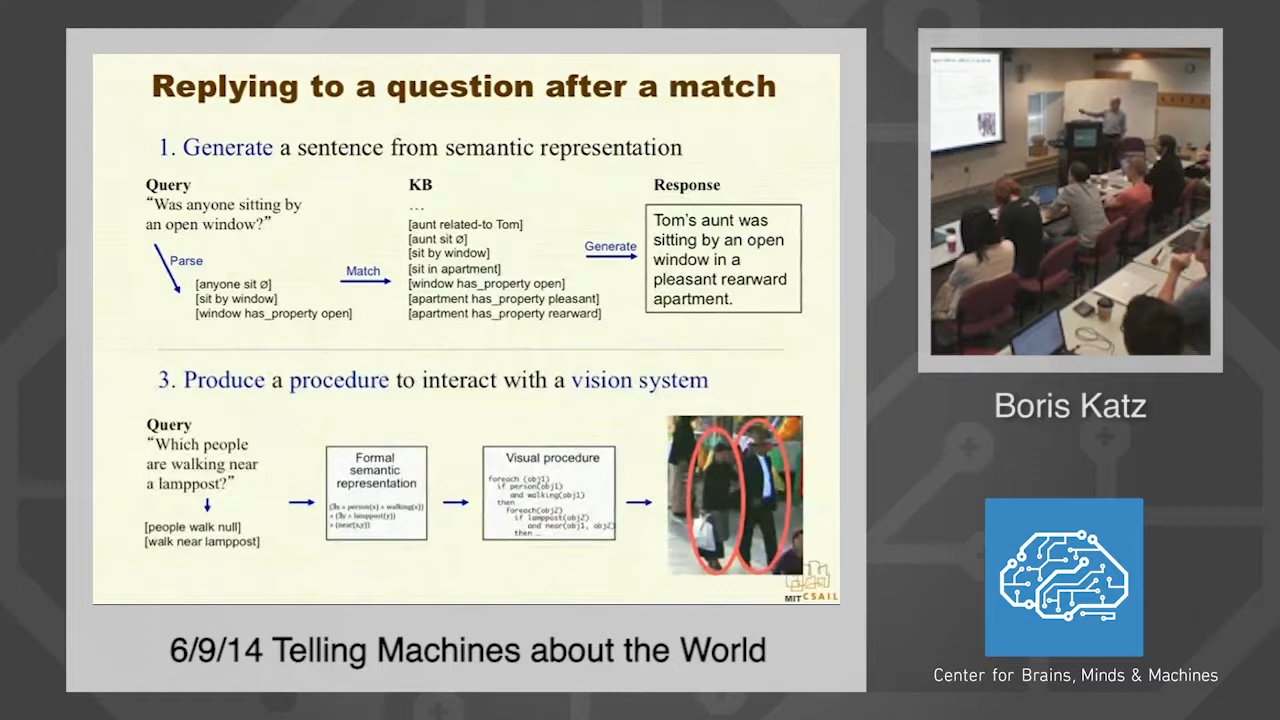 Replying to a question after a match
1. Generate a sentence from semantic representation
Query
“Was anyone sitting by
an open window?”
Parse
[anyone sit ø]
[sit by window]
[window has_property open]
Match
KB
...
[aunt related-to Tom]
[aunt sit ø]
[sit by window]
[sit in apartment]
[window has_property open]
[apartment has_property pleasant]
[apartment has_property rearward]
Generate
Response
Tom’s aunt was
sitting by an open
window in a
pleasant rearward
apartment.
3. Produce a procedure to interact with a vision system
Query
“Which people
are walking near
a lamppost?”
[people walk null]
[walk near lamppost]
Formal
semantic
representation
(∃x ∧ person(x) ∧ walking(x))
∧ (∃y ∧ lamppost(y))
∧ (near(x,y))
Visual procedure
foreach (obj1)
if person(obj1)
and walking(obj1)
then
foreach(obj2)
if lamppost(obj2)
and near(obj1, obj2)
then …
MIT CSAIL
6/9/14 Telling Machines about the World
Boris Katz
Center for Brains, Minds & Machines